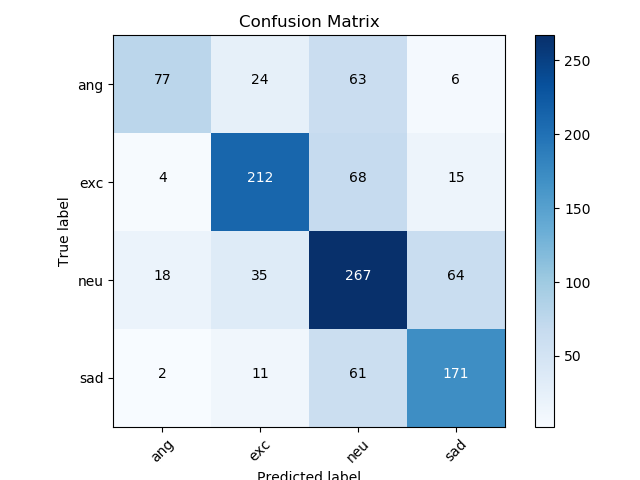 Confusion Matrix
ang 77 24 63 6
exc 4 212 68 15
neu 18 35 267 64
sad 2 11 61 171
ang exc neu sad
Predicted label
True label
250
200
150
100
50